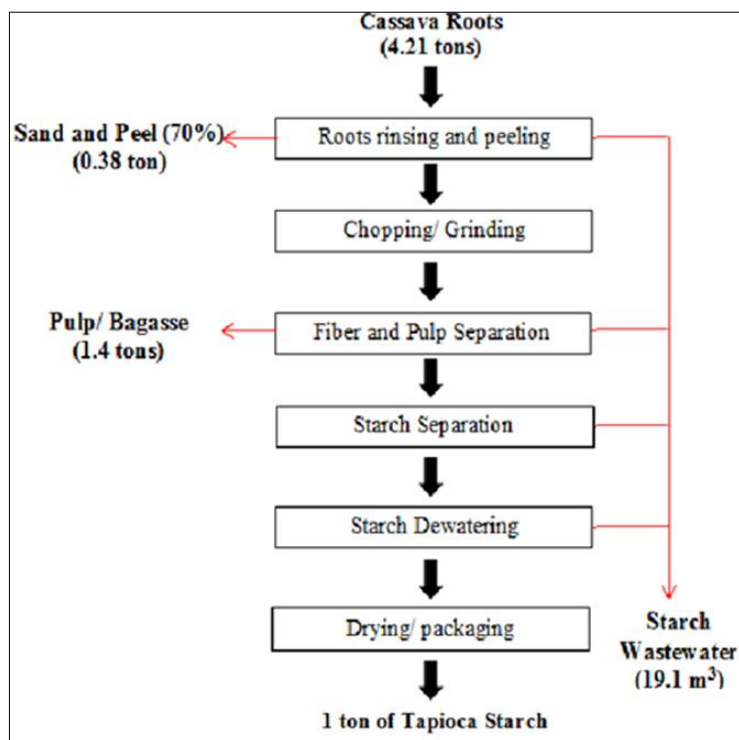 Cassava Roots
(4.21 tons)
Sand and Peel (70%)
(0.38 ton)
Roots rinsing and peeling
Chopping/ Grinding
Pulp/ Bagasse
(1.4 tons)
Fiber and Pulp Separation
Starch Separation
Starch Dewatering
Drying/ packaging
Starch
Wastewater
(19.1 m³)
1 ton of Tapioca Starch